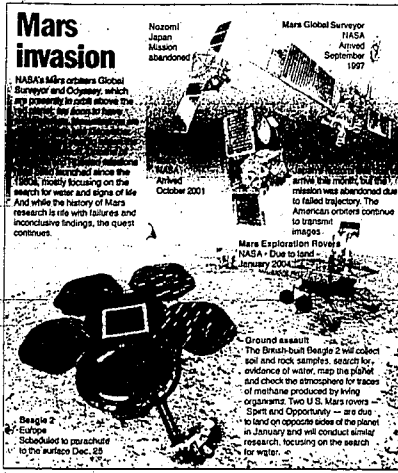 Mars
invasion
NASA's Mars orbiters Global
Surveyor and Odyssey, which
are presently in orbit above the
red planet, are soon to have
missions
launched since the
1960s, mostly focusing on the
search for water and signs of life
And while the history of Mars
research is rife with failures and
inconclusive findings, the quest
continues.
Nozomi
Japan
Mission
abandoned
Mars Global Surveyor
NASA
Arrived
September
1997
NASA
Arrived
October 2001
arrive this month, but the
mission was abandoned due
to failed trajectory. The
American orbiters continue
to transmit
images
Mars Exploration Rovers
NASA - Due to land
January 2004
Ground assault
The British-built Beagle 2 will collect
soil and rock samples, search for
evidence of water, map the planet
and check the atmosphere for traces
of methane produced by living
organisms. Two U.S. Mars rovers —
Spirit and Opportunity — are due
to land on opposite sides of the planet
in January and will conduct similar
research, focusing on the search
for water.
Beagle 2
Europe
Scheduled to parachute
to the surface Dec. 25